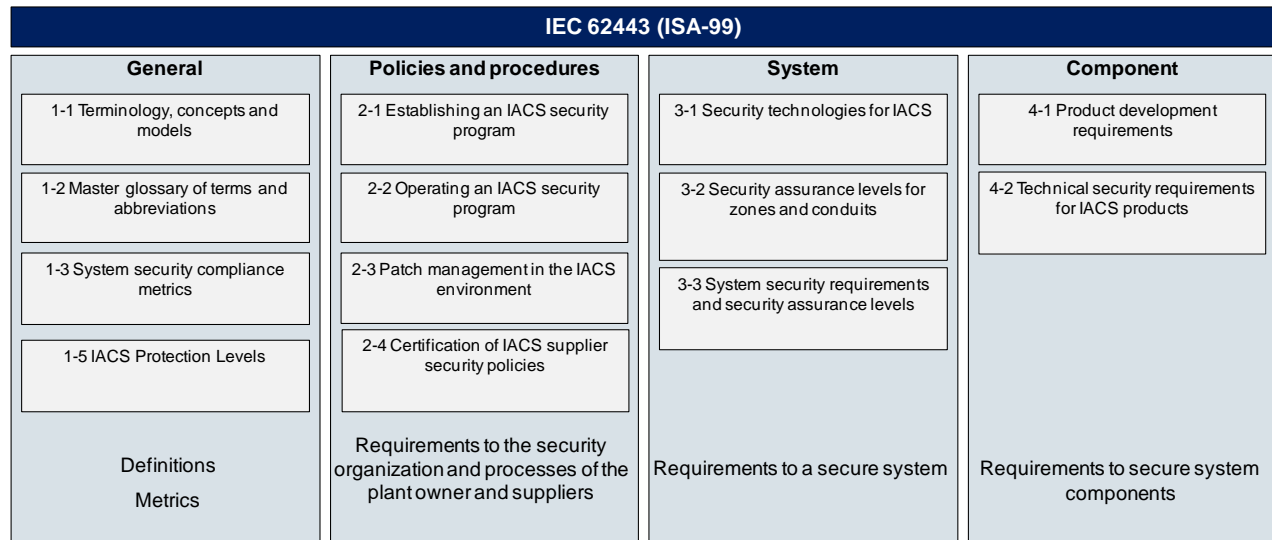 IEC 62443 (ISA-99)
General
1-1 Terminology, concepts and
models
1-2 Master glossary of terms and
abbreviations
1-3 System security compliance
metrics
1-5 IACS Protection Levels
Definitions
Metrics
Policies and procedures
2-1 Establishing an IACS security
program
2-2 Operating an IACS security
program
2-3 Patch management in the IACS
environment
2-4 Certification of IACS supplier
security policies
Requirements to the security
organization and processes of the
plant owner and suppliers
System
3-1 Security technologies for IACS
3-2 Security assurance levels for
zones and conduits
3-3 System security requirements
and security assurance levels
Requirements to a secure system
Component
4-1 Product development
requirements
4-2 Technical security requirements
for IACS products
Requirements to secure system
components